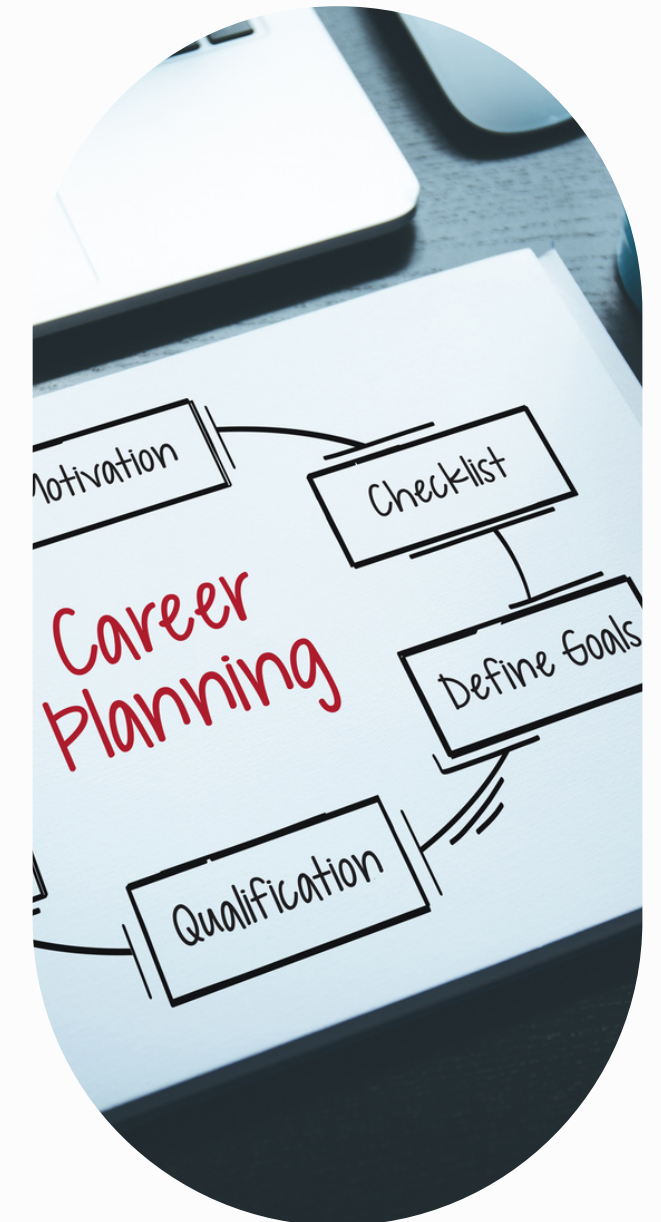 Motivation
Checklist
Career
Planning
Define Goals
Qualification